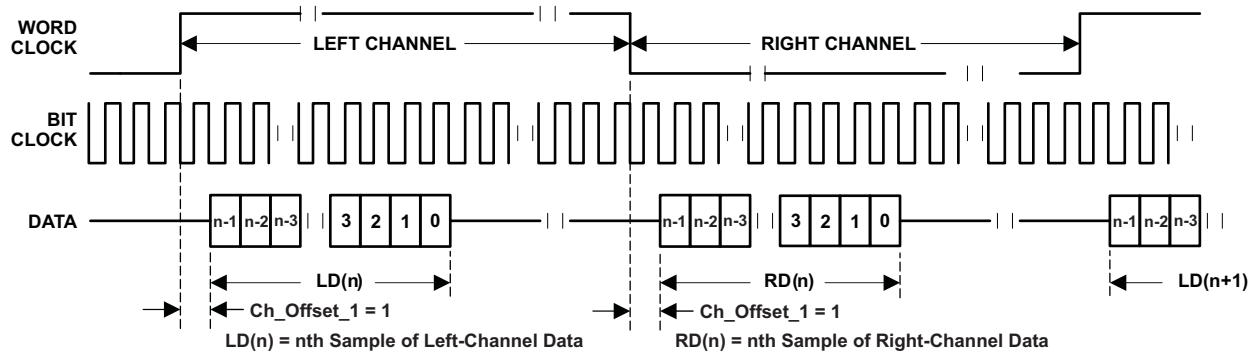 WORD CLOCK
LEFT CHANNEL
RIGHT CHANNEL
BIT CLOCK
DATA
n-1 n-2 n-3 3 2 1 0
n-1 n-2 n-3 3 2 1 0
n-1 n-2 n-3
LD(n)
RD(n)
LD(n+1)
Ch_Offset_1 = 1
Ch_Offset_1 = 1
LD(n) = nth Sample of Left-Channel Data
RD(n) = nth Sample of Right-Channel Data